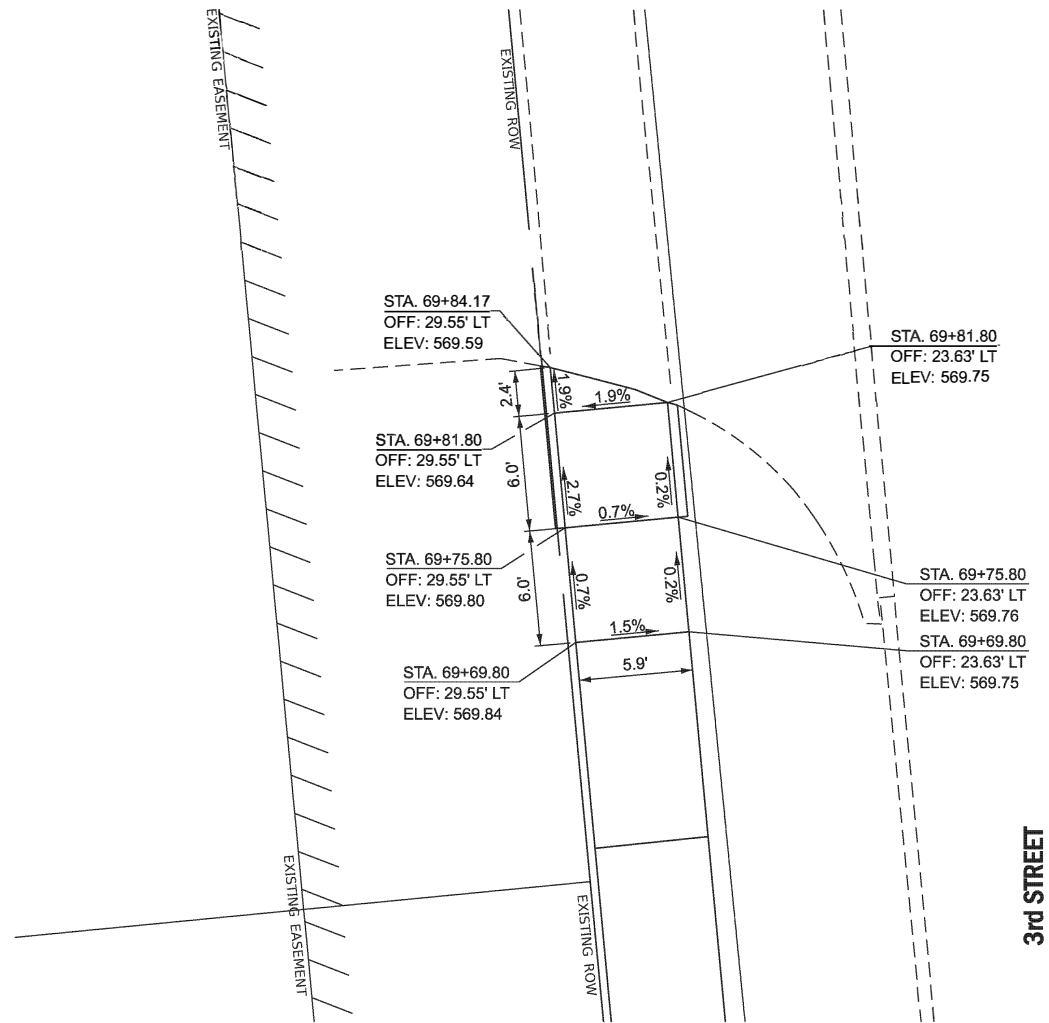 EXISTING EASEMENT
EXISTING ROW
STA. 69+84.17
OFF: 29.55' LT
ELEV: 569.59
STA. 69+81.80
OFF: 23.63' LT
ELEV: 569.75
2.4'
1.9%
1.9%
STA. 69+81.80
OFF: 29.55' LT
ELEV: 569.64
6.0'
2.7%
0.2%
0.7%
STA. 69+75.80
OFF: 29.55' LT
ELEV: 569.80
STA. 69+75.80
OFF: 23.63' LT
ELEV: 569.76
6.0'
0.7%
0.2%
1.5%
STA. 69+69.80
OFF: 23.63' LT
ELEV: 569.75
5.9'
STA. 69+69.80
OFF: 29.55' LT
ELEV: 569.84
EXISTING EASEMENT
EXISTING ROW
3rd STREET